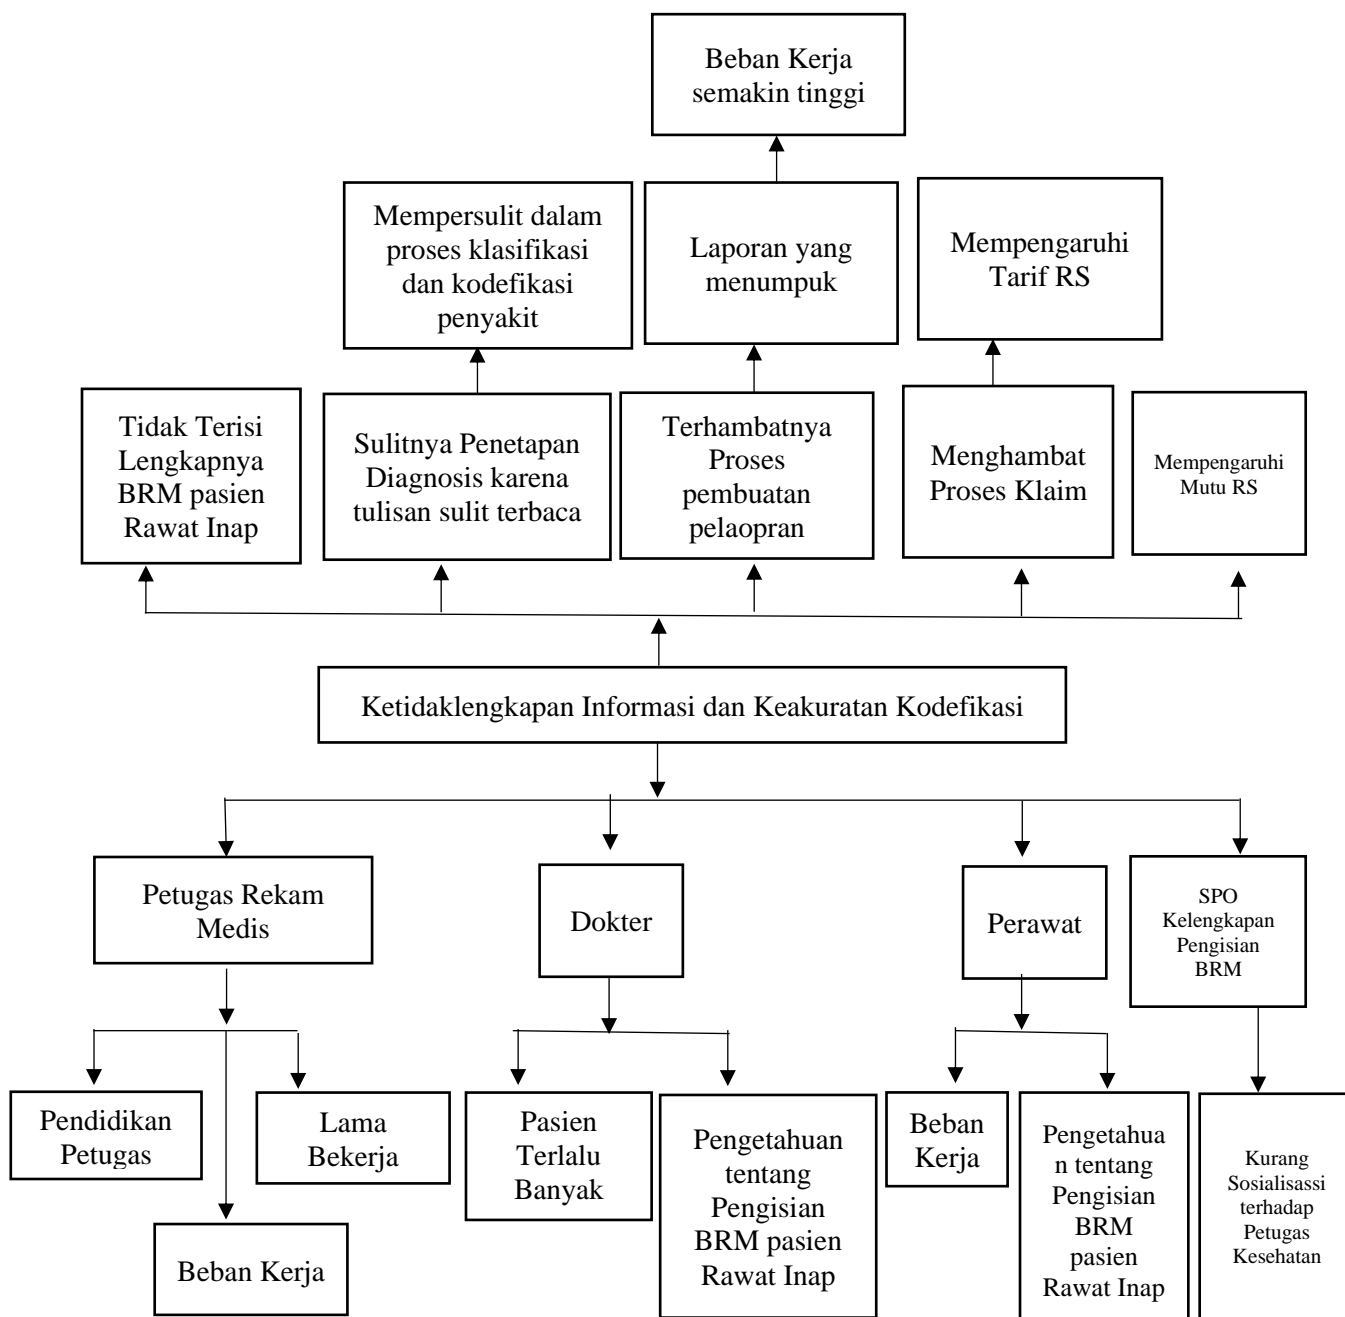 Beban Kerja
semakin tinggi
Mempersulit dalam
proses klasifikasi
dan kodefikasi
penyakit
Laporan yang
menumpuk
Mempengaruhi
Tarif RS
Tidak Terisi
Lengkapnya
BRM pasien
Rawat Inap
Sulitnya Penetapan
Diagnosis karena
tulisan sulit terbaca
Terhambatnya
Proses
pembuatan
pelaopran
Menghambat
Proses Klaim
Mempengaruhi
Mutu RS
Ketidaklengkapan Informasi dan Keakuratan Kodefikasi
Petugas Rekam
Medis
Dokter
Perawat
SPO
Kelengkapan
Pengisian
BRM
Pendidikan
Petugas
Lama
Bekerja
Beban Kerja
Pasien
Terlalu
Banyak
Pengetahuan
tentang
Pengisian
BRM pasien
Rawat Inap
Beban
Kerja
Pengetahua
n tentang
Pengisian
BRM
pasien
Rawat Inap
Kurang
Sosialisassi
terhadap
Petugas
Kesehatan